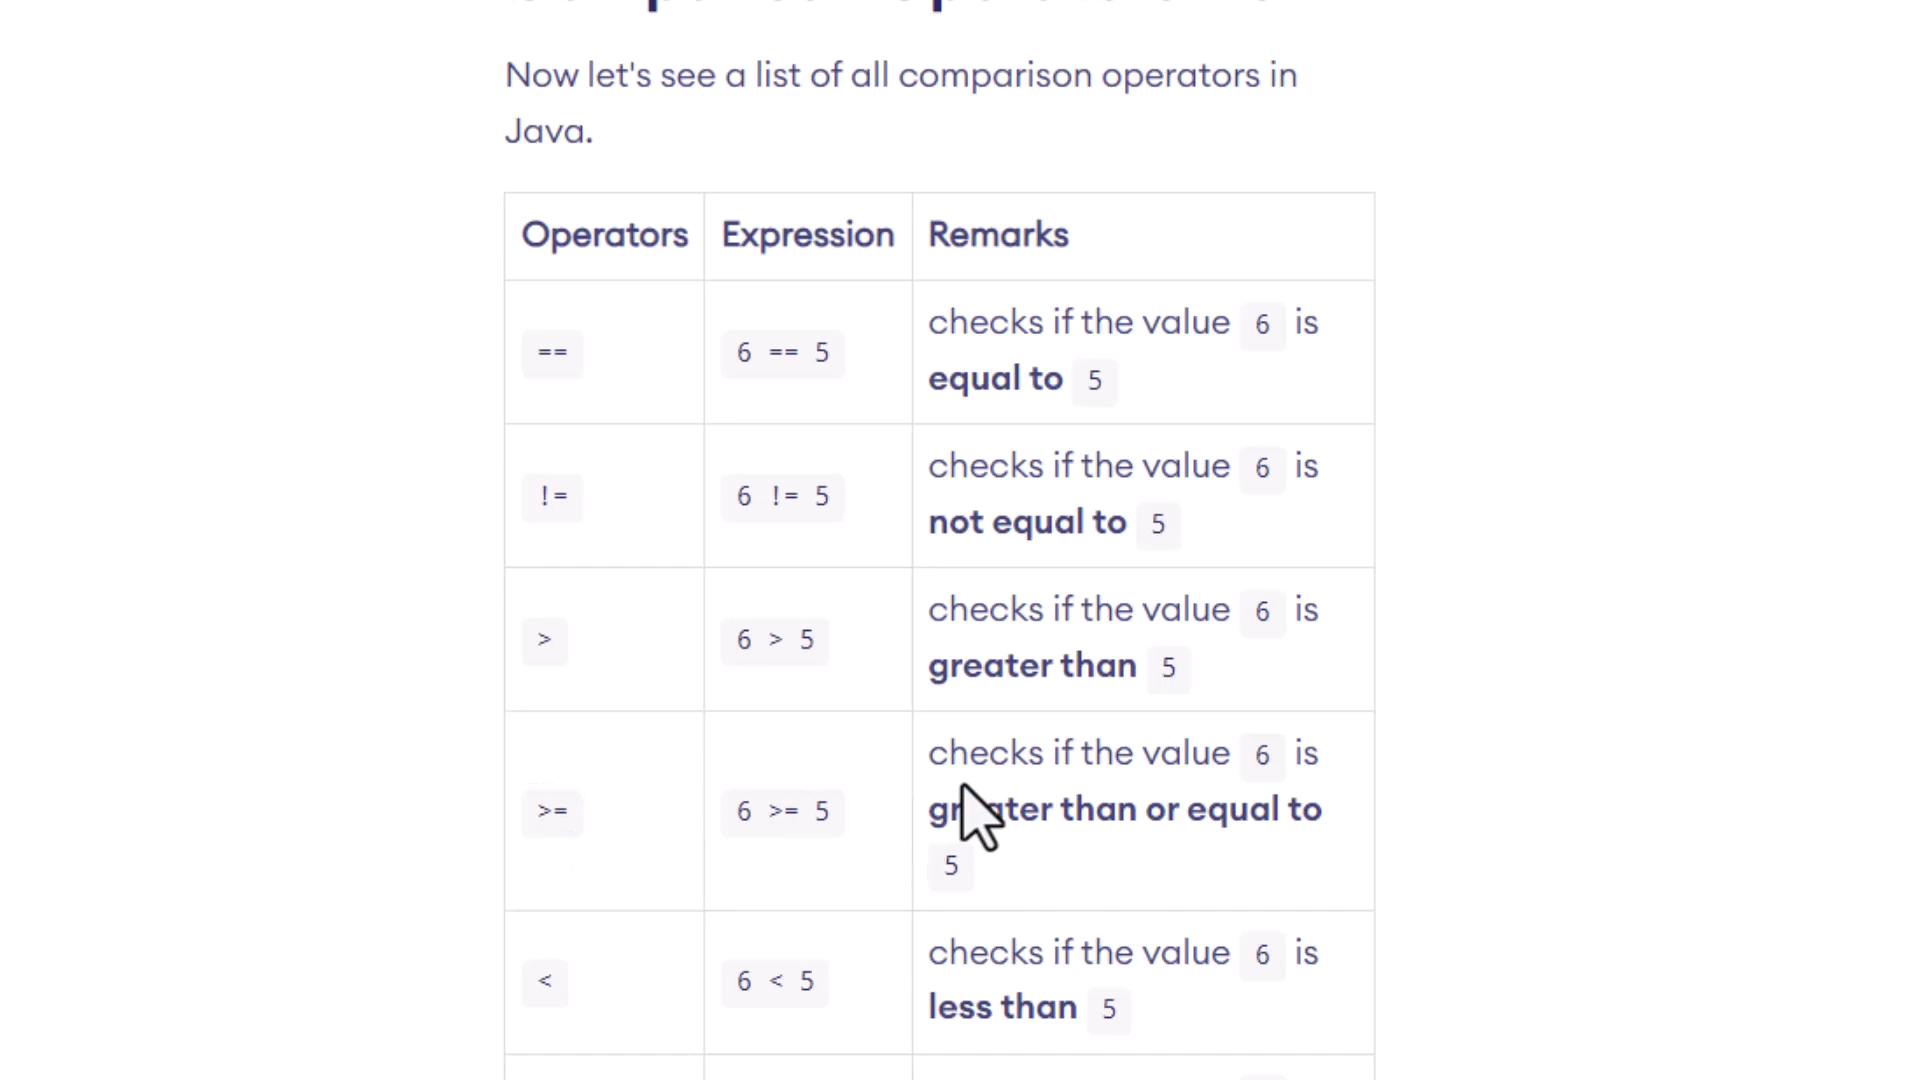 Now let's see a list of all comparison operators in
Java.
Operators Expression Remarks
== 6 == 5 checks if the value 6 is
equal to 5
!= 6 != 5 checks if the value 6 is
not equal to 5
> 6 > 5 checks if the value 6 is
greater than 5
>= 6 >= 5 checks if the value 6 is
greater than or equal to
5
< 6 < 5 checks if the value 6 is
less than 5